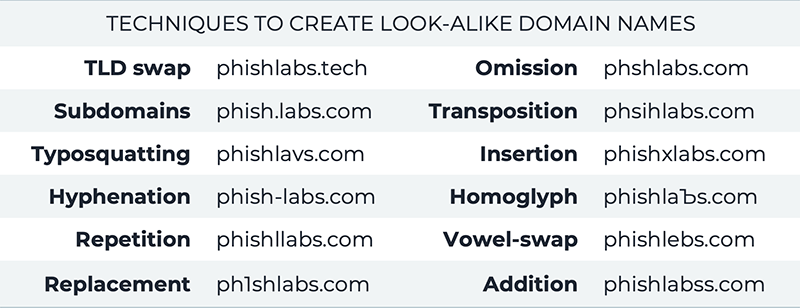 TECHNIQUES TO CREATE LOOK-ALIKE DOMAIN NAMES
TLD swap phishlabs.tech Omission phshlabs.com
Subdomains phish.labs.com Transposition phsihlabs.com
Typosquatting phishlavs.com Insertion phishxlabs.com
Hyphenation phish-labs.com Homoglyph phishlaЪs.com
Repetition phishllabs.com Vowel-swap phishlebs.com
Replacement ph1shlabs.com Addition phishlabss.com